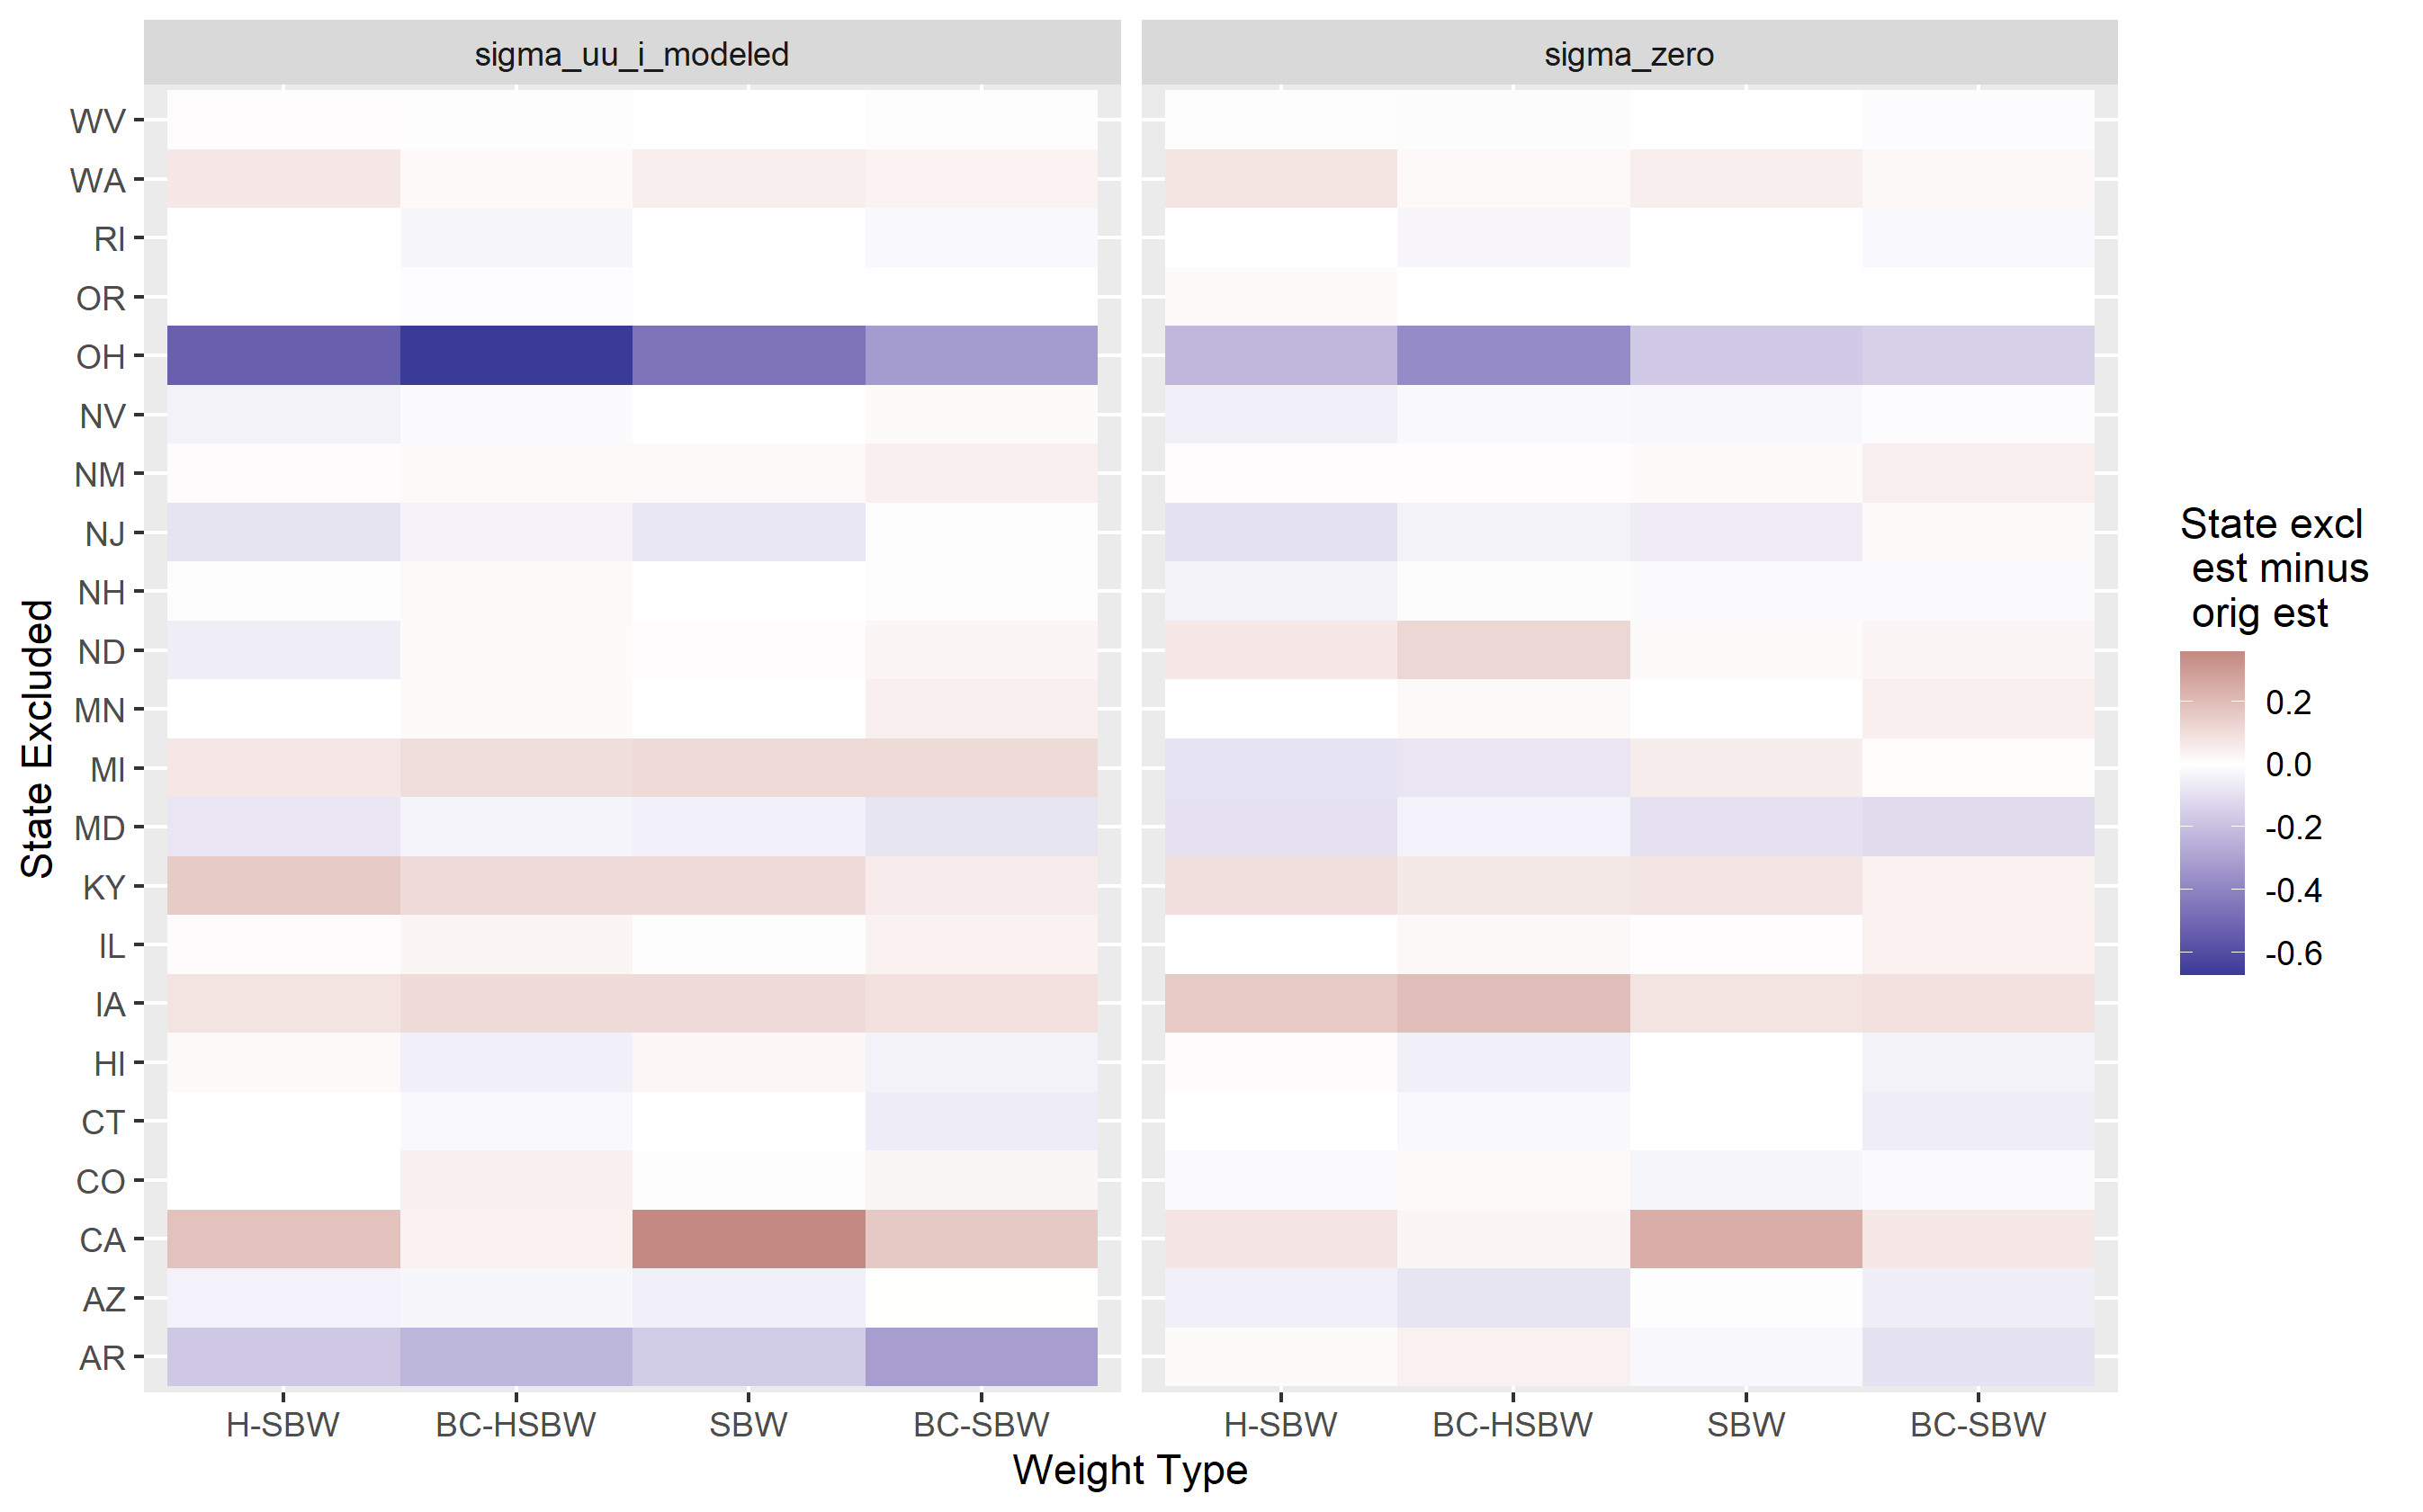 sigma_uu_i_modeled
sigma_zero
WV
WA
RI
OR
OH
NV
NM
NJ
NH
ND
MN
MI
MD
KY
IL
IA
HI
CT
CO
CA
AZ
AR
State Excluded
H-SBW
BC-HSBW
SBW
BC-SBW
H-SBW
BC-HSBW
SBW
BC-SBW
Weight Type
State excl
est minus
orig est
0.2
0.0
-0.2
-0.4
-0.6